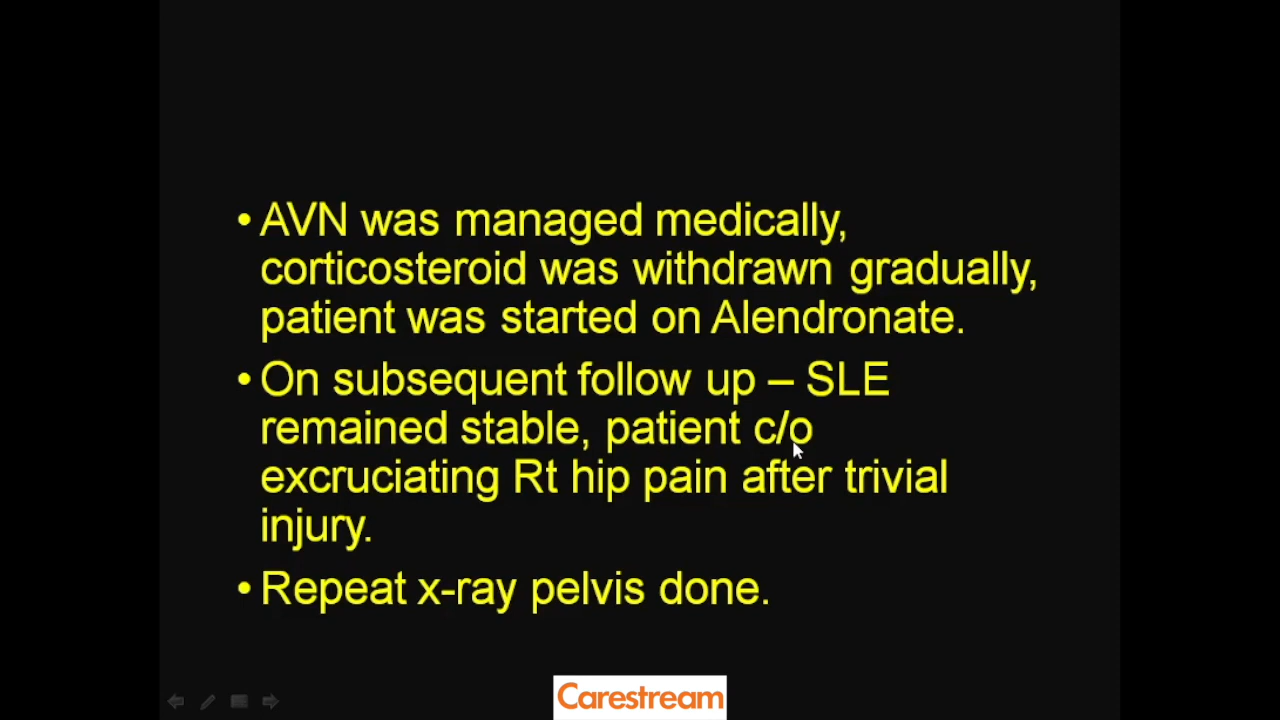 • AVN was managed medically,
corticosteroid was withdrawn gradually,
patient was started on Alendronate.
• On subsequent follow up – SLE
remained stable, patient c/o
excruciating Rt hip pain after trivial
injury.
• Repeat x-ray pelvis done.
Carestream